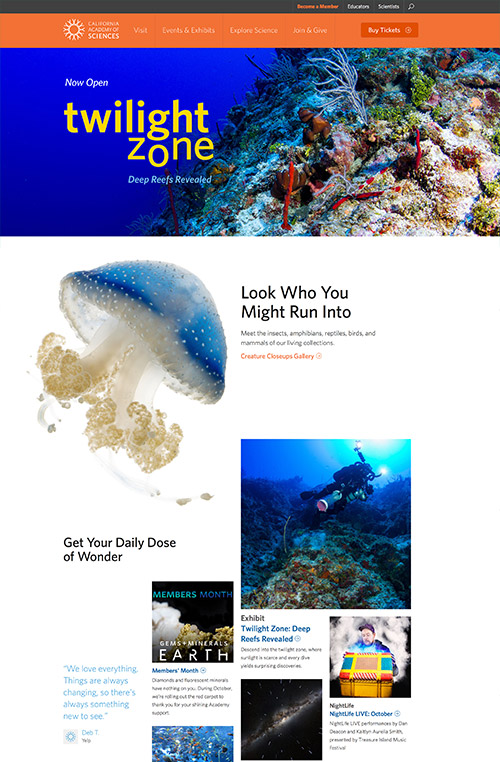 Become a Member
Educators
Scientists
CALIFORNIA
ACADEMY OF
SCIENCES
Visit
Events & Exhibits
Explore Science
Join & Give
Buy Tickets
Now Open
twilight
zone
Deep Reefs Revealed
Look Who You
Might Run Into
Meet the insects, amphibians, reptiles, birds, and
mammals of our living collections.
Creature Closeups Gallery
Get Your Daily Dose
of Wonder
Exhibit
Twilight Zone: Deep
Reefs Revealed
Descend into the twilight zone, where
sunlight is scarce and every dive
yields surprising discoveries.
MEMBERS MONTH
GEMS+MINERALS
EARTH
Members' Month
Diamonds and fluorescent minerals
have nothing on you. During October,
we're rolling out the red carpet to
thank you for your shining Academy
support.
"We love everything.
Things are always
changing, so there's
always something
new to see."
Deb T.
Yelp
NightLife
NightLife LIVE: October
NightLife LIVE performances by Dan
Deacon and Kaitlyn Aurelia Smith,
presented by Treasure Island Music
Festival